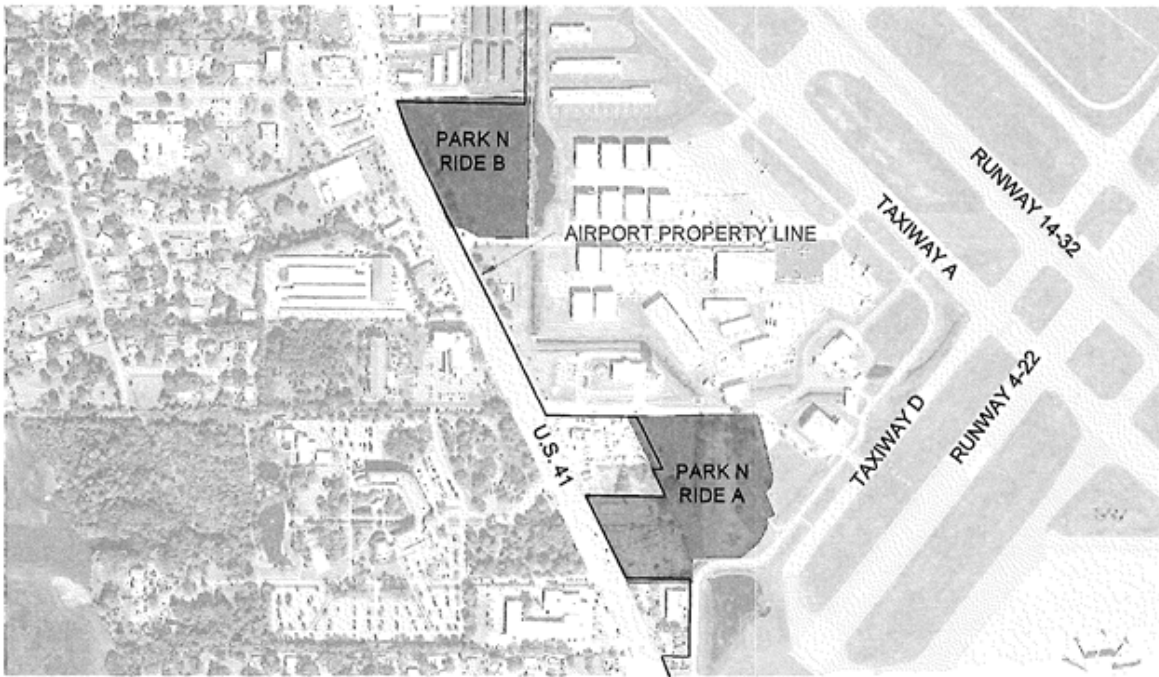 PARK N
RIDE B
AIRPORT PROPERTY LINE
RUNWAY 14-32
TAXIWAY A
RUNWAY 4-22
TAXIWAY D
U.S. 41
PARK N
RIDE A